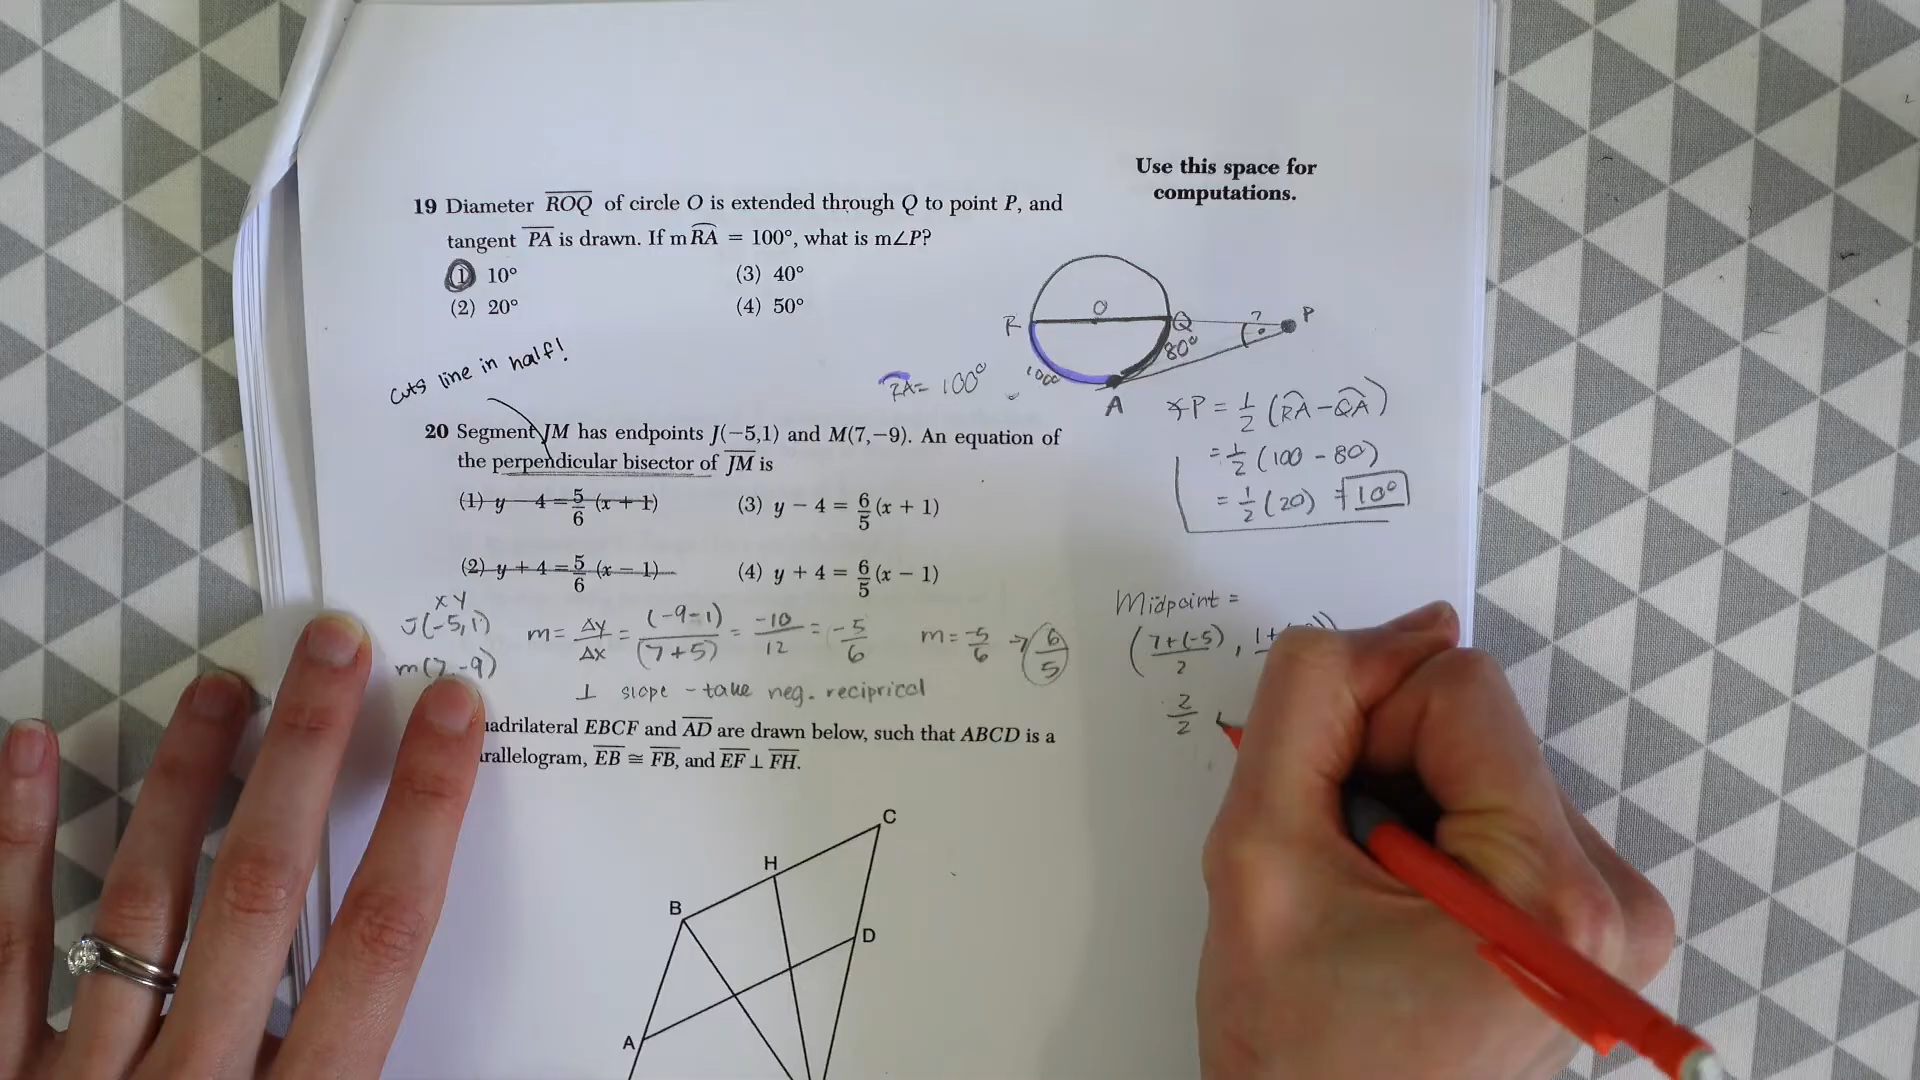 Use this space for
computations.
19 Diameter ROQ of circle O is extended through Q to point P, and
tangent PA is drawn. If m RA = 100°, what is m∠P?
(1) 10°
(3) 40°
(2) 20°
(4) 50°
R
O
Q
?
P
80°
100°
A
RA = 100°
∡P = 1/2 (RA - QA)
= 1/2 (100 - 80)
= 1/2 (20) = 10°
cuts line in half!
20 Segment JM has endpoints J(−5,1) and M(7,−9). An equation of
the perpendicular bisector of JM is
(1) y − 4 = 5/6 (x + 1)
(3) y − 4 = 6/5 (x + 1)
(2) y + 4 = 5/6 (x − 1)
(4) y + 4 = 6/5 (x − 1)
x y
J(-5,1)
m(7,-9)
m = Δy/Δx = (-9-1)/(7+5) = -10/12 = -5/6
m = -5/6 → 6/5
⊥ slope - take neg. reciprical
Midpoint =
(7+(-5)/2 , 1+
2/2 ,
EBCF and AD are drawn below, such that ABCD is a
EB ≅ FB, and EF ⊥ FH.
C
H
B
D
A